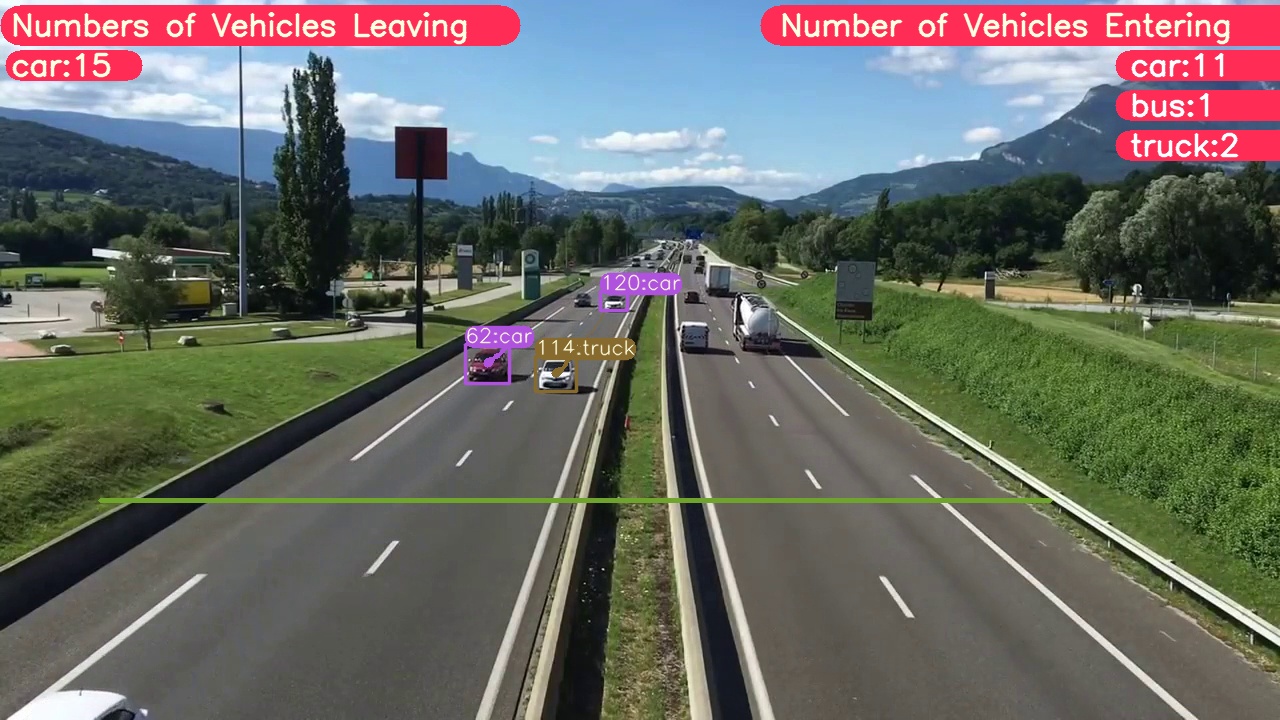 Numbers of Vehicles Leaving
car:15
Number of Vehicles Entering
car:11
bus:1
truck:2
120:car
62:car
114:truck